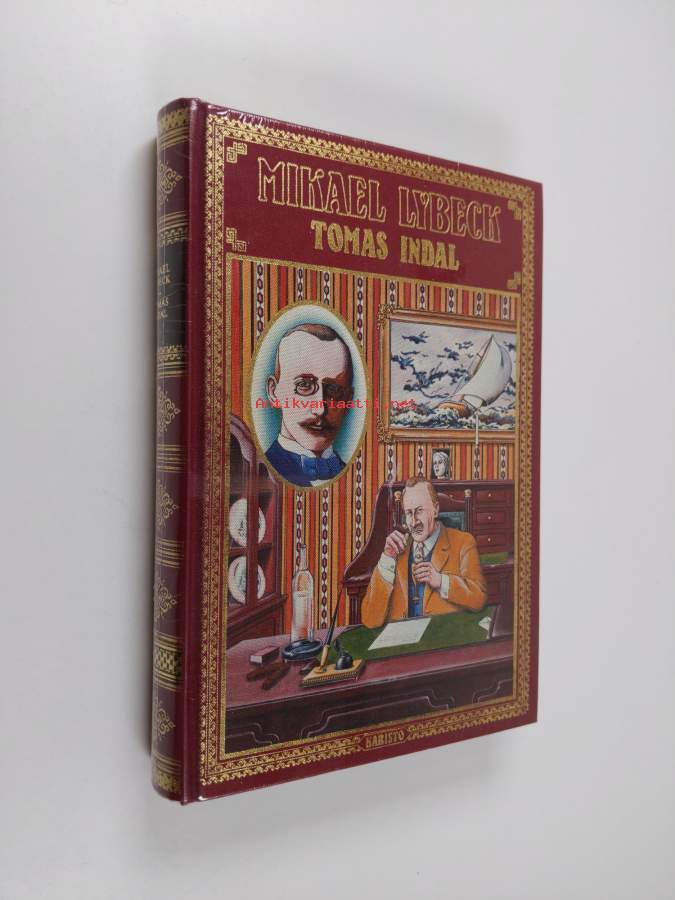 MIKAEL LYBECK
TOMAS INDAL
Antikvariaatti.net
KARISTO